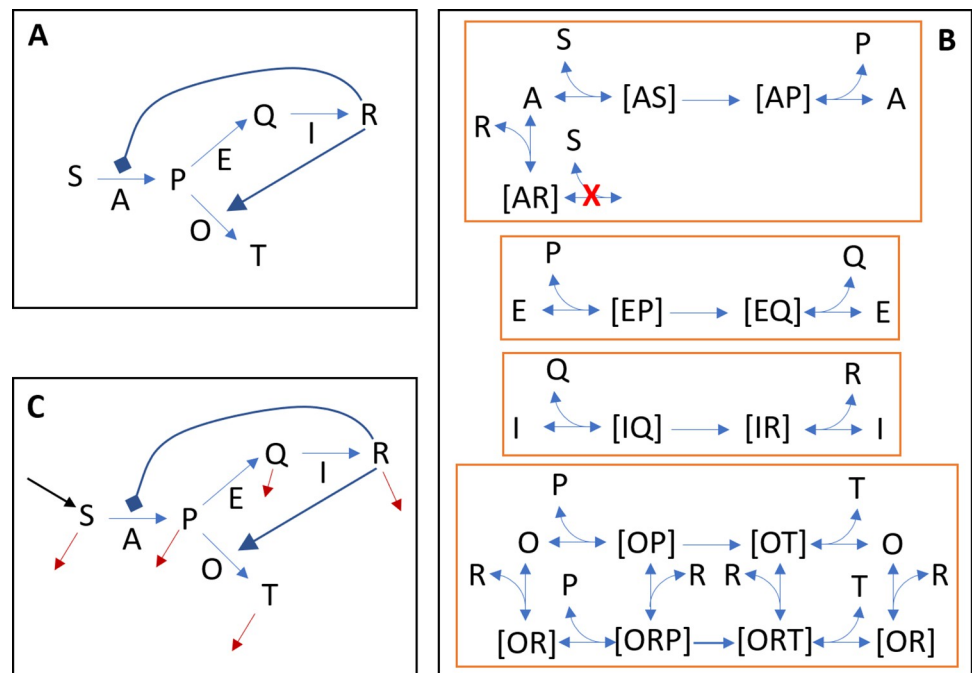 A
S
A
P
E
Q
I
R
O
T
B
S
P
A
[AS]
[AP]
A
R
S
[AR]
X
P
Q
E
[EP]
[EQ]
E
Q
R
I
[IQ]
[IR]
I
P
T
O
[OP]
[OT]
O
R
P
R
R
T
R
[OR]
[ORP]
[ORT]
[OR]
C
S
A
P
E
Q
I
R
O
T